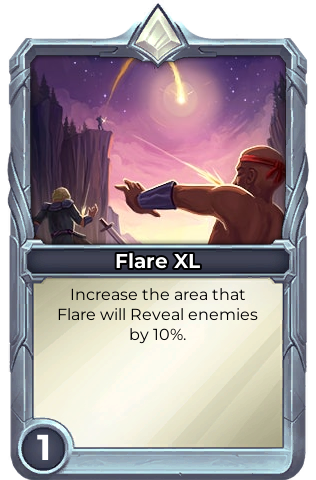 Flare XL
Increase the area that
Flare will Reveal enemies
by 10%.
1